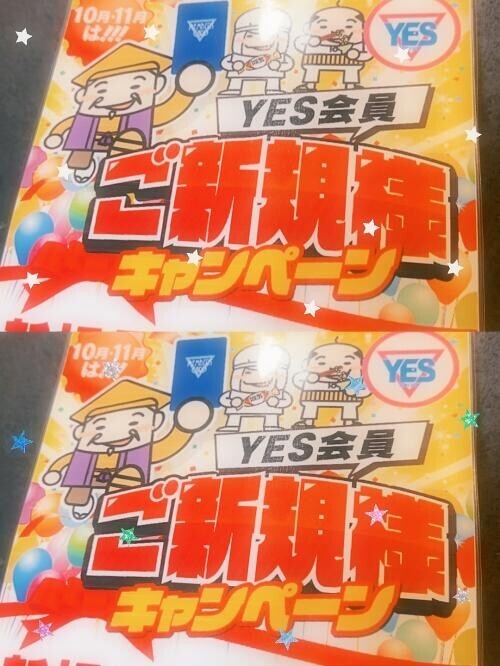 10月・11月
は!!!
YES
YES会員
ご新規様
キャンペーン
10月・11月
は!!!
YES
YES会員
ご新規様
キャンペーン